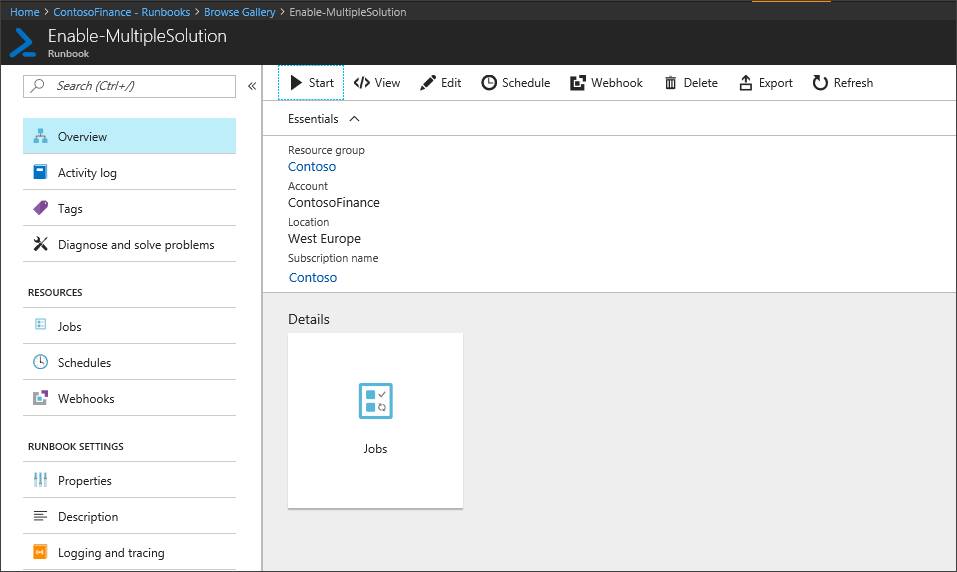 Home > ContosoFinance - Runbooks > Browse Gallery > Enable-MultipleSolution
Enable-MultipleSolution
Runbook
Search (Ctrl+/)
«
Overview
Activity log
Tags
Diagnose and solve problems
RESOURCES
Jobs
Schedules
Webhooks
RUNBOOK SETTINGS
Properties
Description
Logging and tracing
Start </> View Edit Schedule Webhook Delete Export Refresh
Essentials
Resource group
Contoso
Account
ContosoFinance
Location
West Europe
Subscription name
Contoso
Details
Jobs